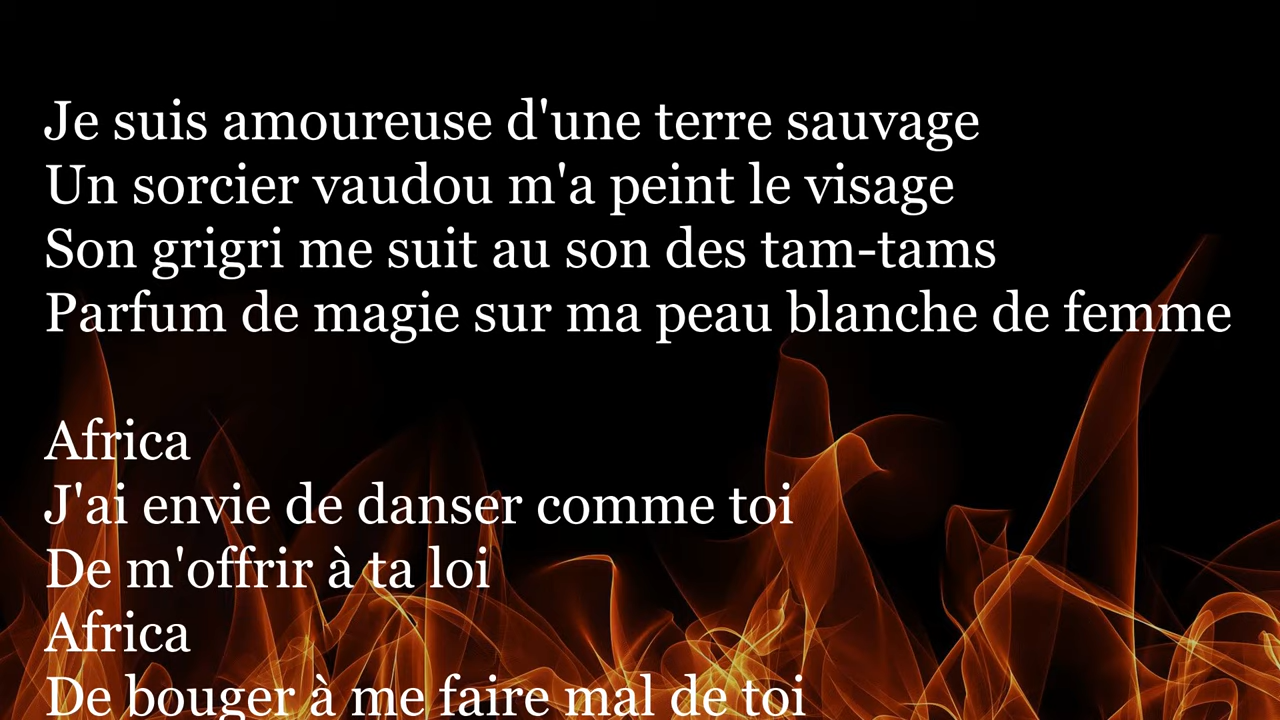 Je suis amoureuse d'une terre sauvage
Un sorcier vaudou m'a peint le visage
Son grigri me suit au son des tam-tams
Parfum de magie sur ma peau blanche de femme
Africa
J'ai envie de danser comme toi
De m'offrir à ta loi
Africa
De bouger à me faire mal de toi